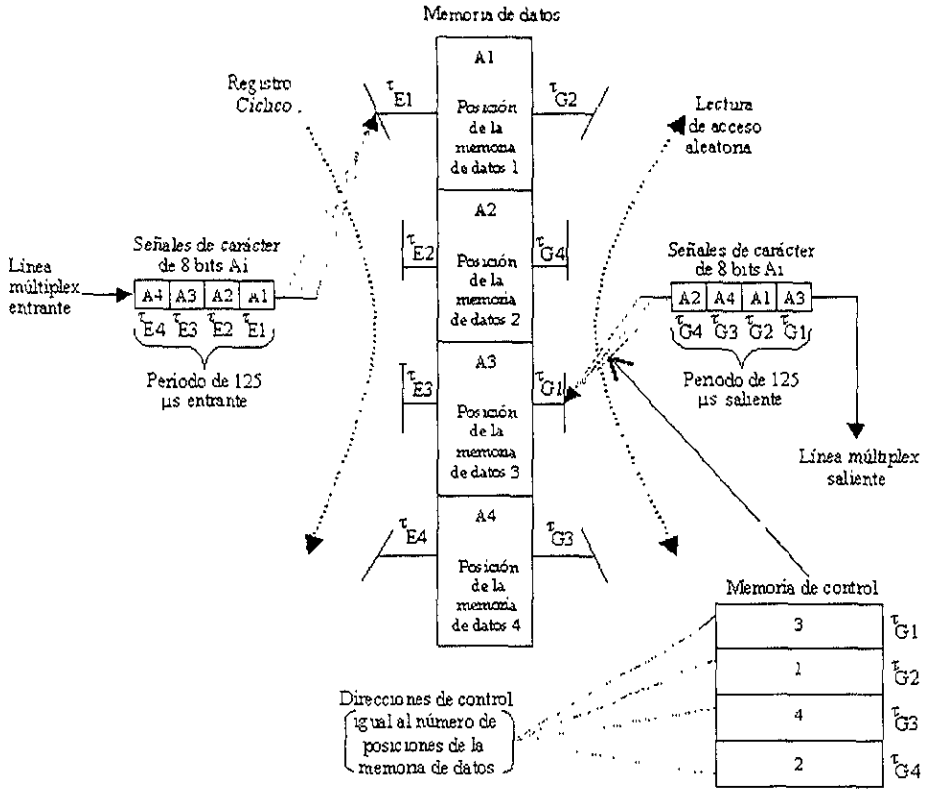 Memoria de datos
Registro
Cíclico
τE1
A1
Posición
de la
memoria
de datos 1
τG2
Lectura
de acceso
aleatoria
τE2
A2
Posición
de la
memoria
de datos 2
τG4
Línea
múltiplex
entrante
Señales de carácter
de 8 bits Ai
A4 A3 A2 A1
τE4 τE3 τE2 τE1
Periodo de 125
μs entrante
τE3
A3
Posición
de la
memoria
de datos 3
τG1
Señales de carácter
de 8 bits Ai
A2 A4 A1 A3
τG4 τG3 τG2 τG1
Periodo de 125
μs saliente
Línea múltiplex
saliente
τE4
A4
Posición
de la
memoria
de datos 4
τG3
Memoria de control
3 τG1
1 τG2
4 τG3
2 τG4
Direcciones de control
igual al número de
posiciones de la
memoria de datos